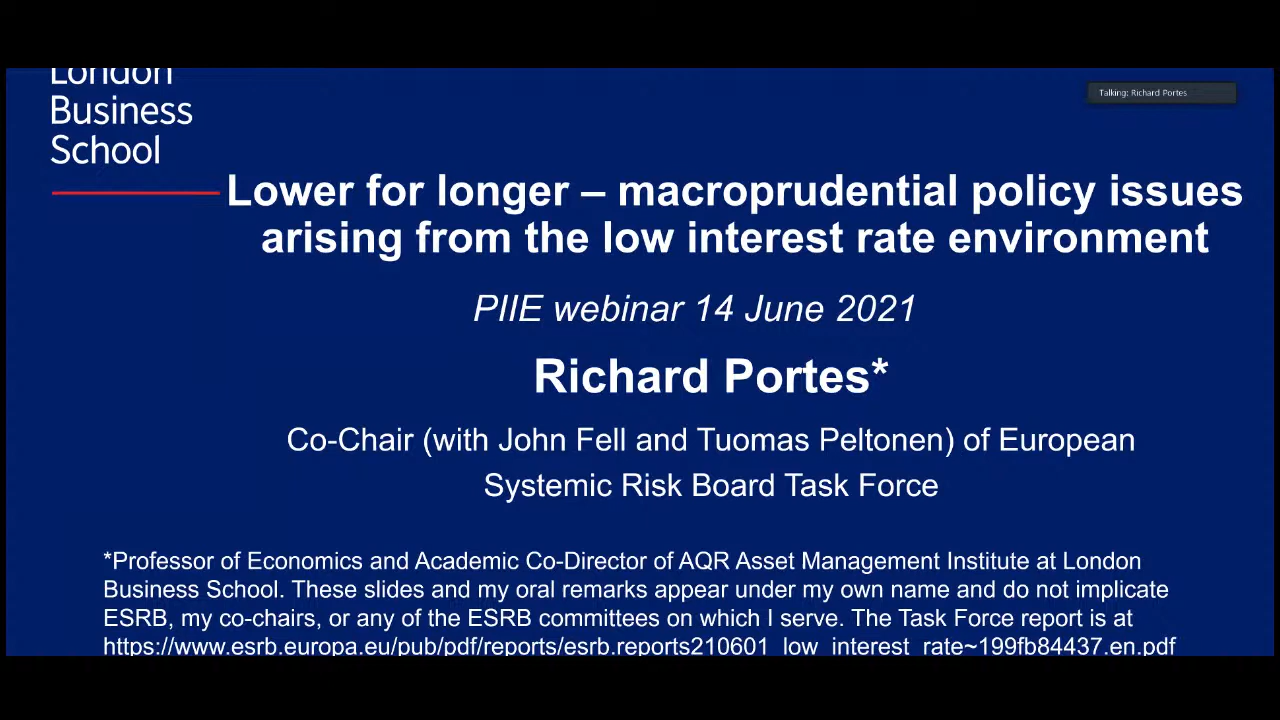 London
Business
School
Talking: Richard Portes
Lower for longer – macroprudential policy issues
arising from the low interest rate environment
PIIE webinar 14 June 2021
Richard Portes*
Co-Chair (with John Fell and Tuomas Peltonen) of European
Systemic Risk Board Task Force
*Professor of Economics and Academic Co-Director of AQR Asset Management Institute at London
Business School. These slides and my oral remarks appear under my own name and do not implicate
ESRB, my co-chairs, or any of the ESRB committees on which I serve. The Task Force report is at
https://www.esrb.europa.eu/pub/pdf/reports/esrb.reports210601_low_interest_rate~199fb84437.en.pdf